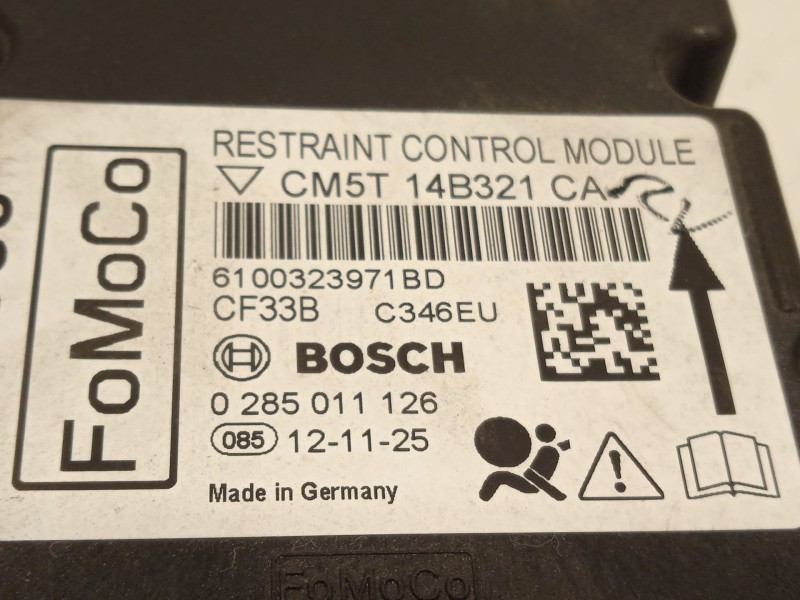 FoMoCo
RESTRAINT CONTROL MODULE
CM5T 14B321 CA
6100323971BD
CF33B C346EU
BOSCH
0 285 011 126
085 12-11-25
Made in Germany
FoMoCo